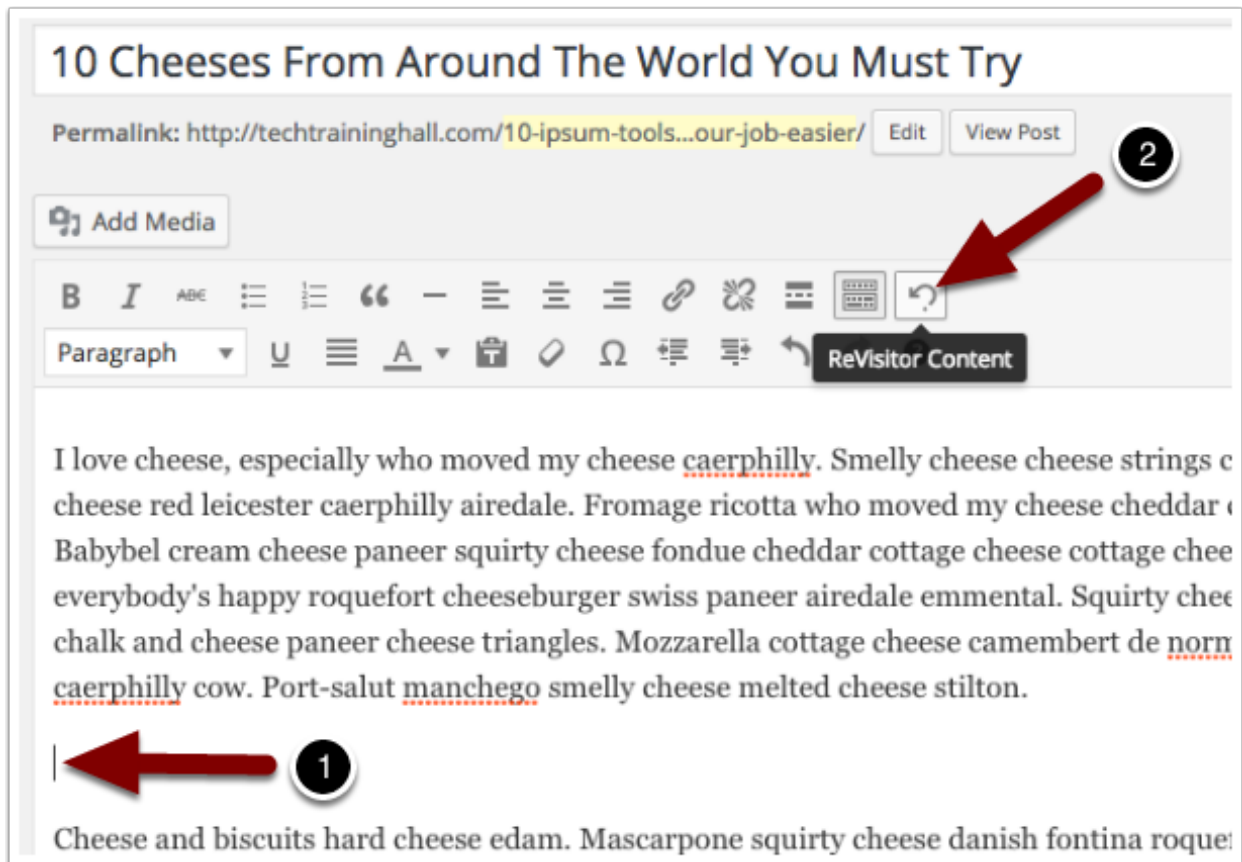 10 Cheeses From Around The World You Must Try
Permalink: http://techtraininghall.com/10-ipsum-tools...our-job-easier/ Edit View Post
2
Add Media
B I ABC
Paragraph U A T Ω
ReVisitor Content
I love cheese, especially who moved my cheese caerphilly. Smelly cheese cheese strings c
cheese red leicester caerphilly airedale. Fromage ricotta who moved my cheese cheddar
Babybel cream cheese paneer squirty cheese fondue cheddar cottage cheese cottage chee
everybody's happy roquefort cheeseburger swiss paneer airedale emmental. Squirty chee
chalk and cheese paneer cheese triangles. Mozzarella cottage cheese camembert de norm
caerphilly cow. Port-salut manchego smelly cheese melted cheese stilton.
1
Cheese and biscuits hard cheese edam. Mascarpone squirty cheese danish fontina roquef